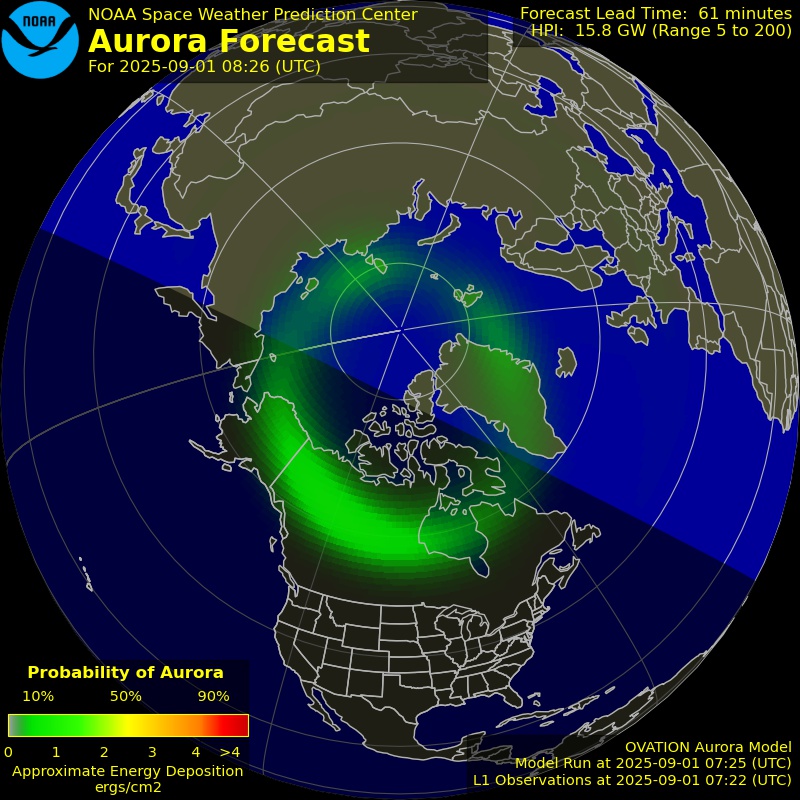 NOAA
NOAA Space Weather Prediction Center
Aurora Forecast
For 2025-09-01 08:26 (UTC)
Forecast Lead Time: 61 minutes
HPI: 15.8 GW (Range 5 to 200)
Probability of Aurora
10% 50% 90%
0 1 2 3 4 >4
Approximate Energy Deposition
ergs/cm2
OVATION Aurora Model
Model Run at 2025-09-01 07:25 (UTC)
L1 Observations at 2025-09-01 07:22 (UTC)